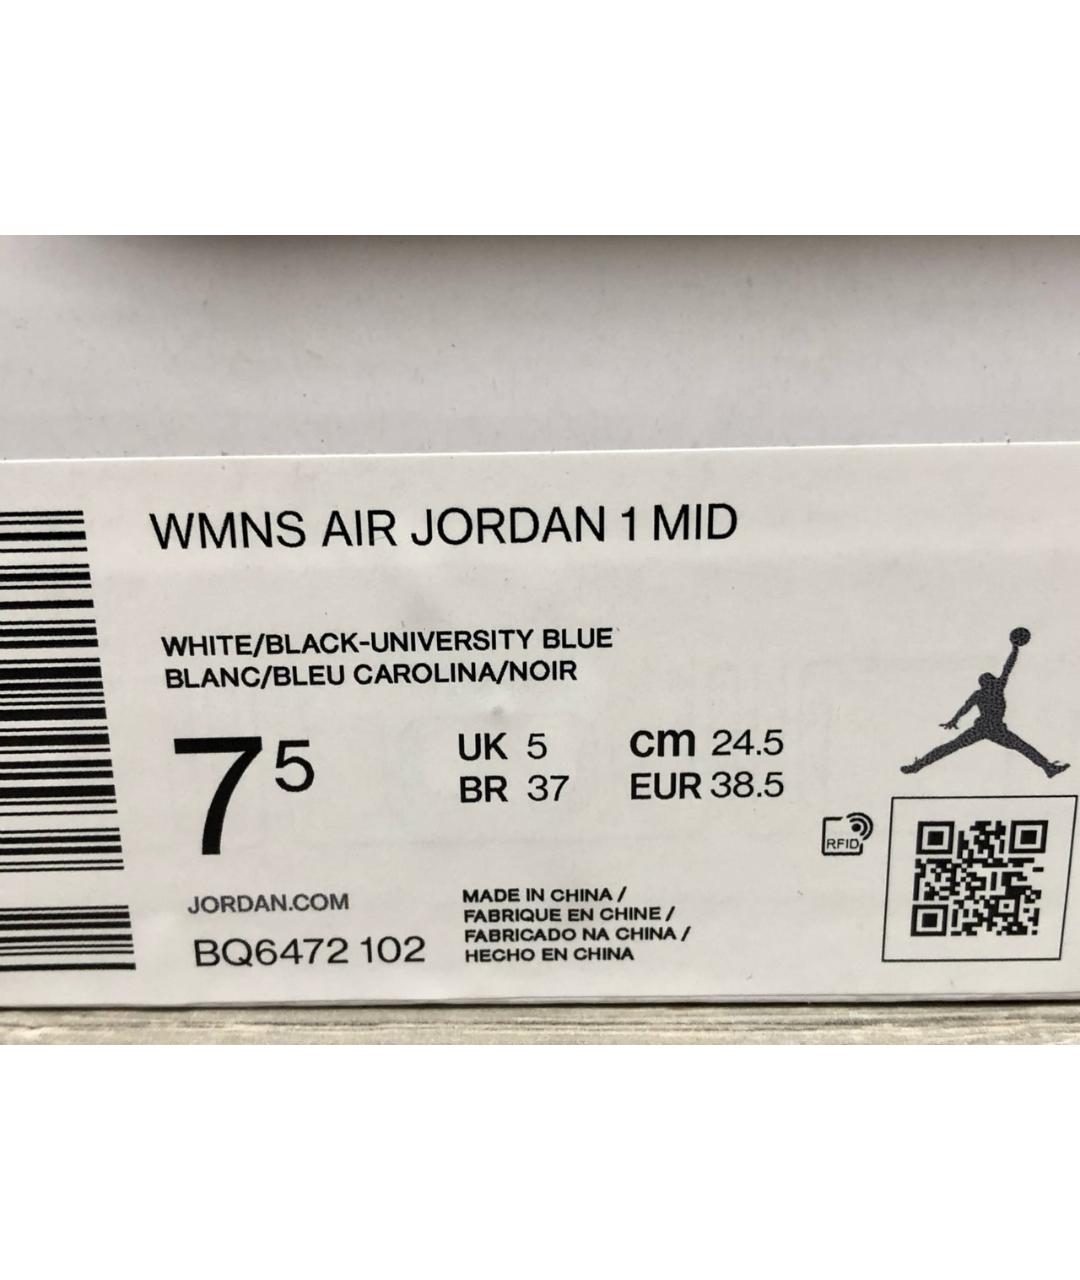 WMNS AIR JORDAN 1 MID
WHITE/BLACK-UNIVERSITY BLUE
BLANC/BLEU CAROLINA/NOIR
7 5
UK 5
BR 37
cm 24.5
EUR 38.5
RFID
JORDAN.COM
BQ6472 102
MADE IN CHINA /
FABRIQUE EN CHINE /
FABRICADO NA CHINA /
HECHO EN CHINA